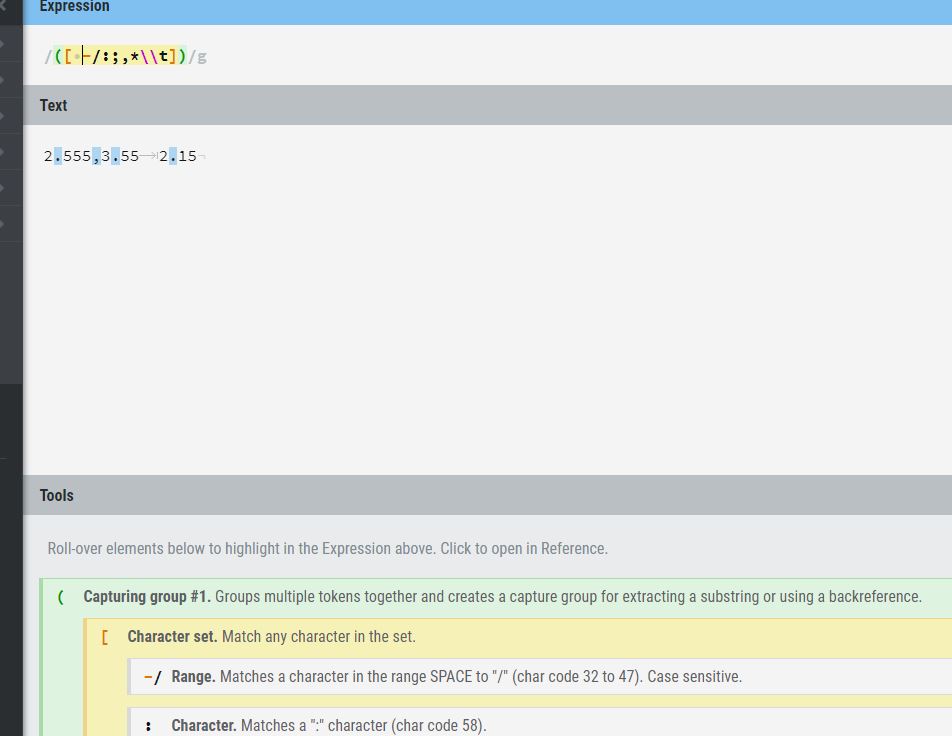 Expression
/([ -/:;,*\\t])/g
Text
2.555,3.55→2.15¬
Tools
Roll-over elements below to highlight in the Expression above. Click to open in Reference.
( Capturing group #1. Groups multiple tokens together and creates a capture group for extracting a substring or using a backreference.
[ Character set. Match any character in the set.
-/ Range. Matches a character in the range SPACE to "/" (char code 32 to 47). Case sensitive.
: Character. Matches a ":" character (char code 58).